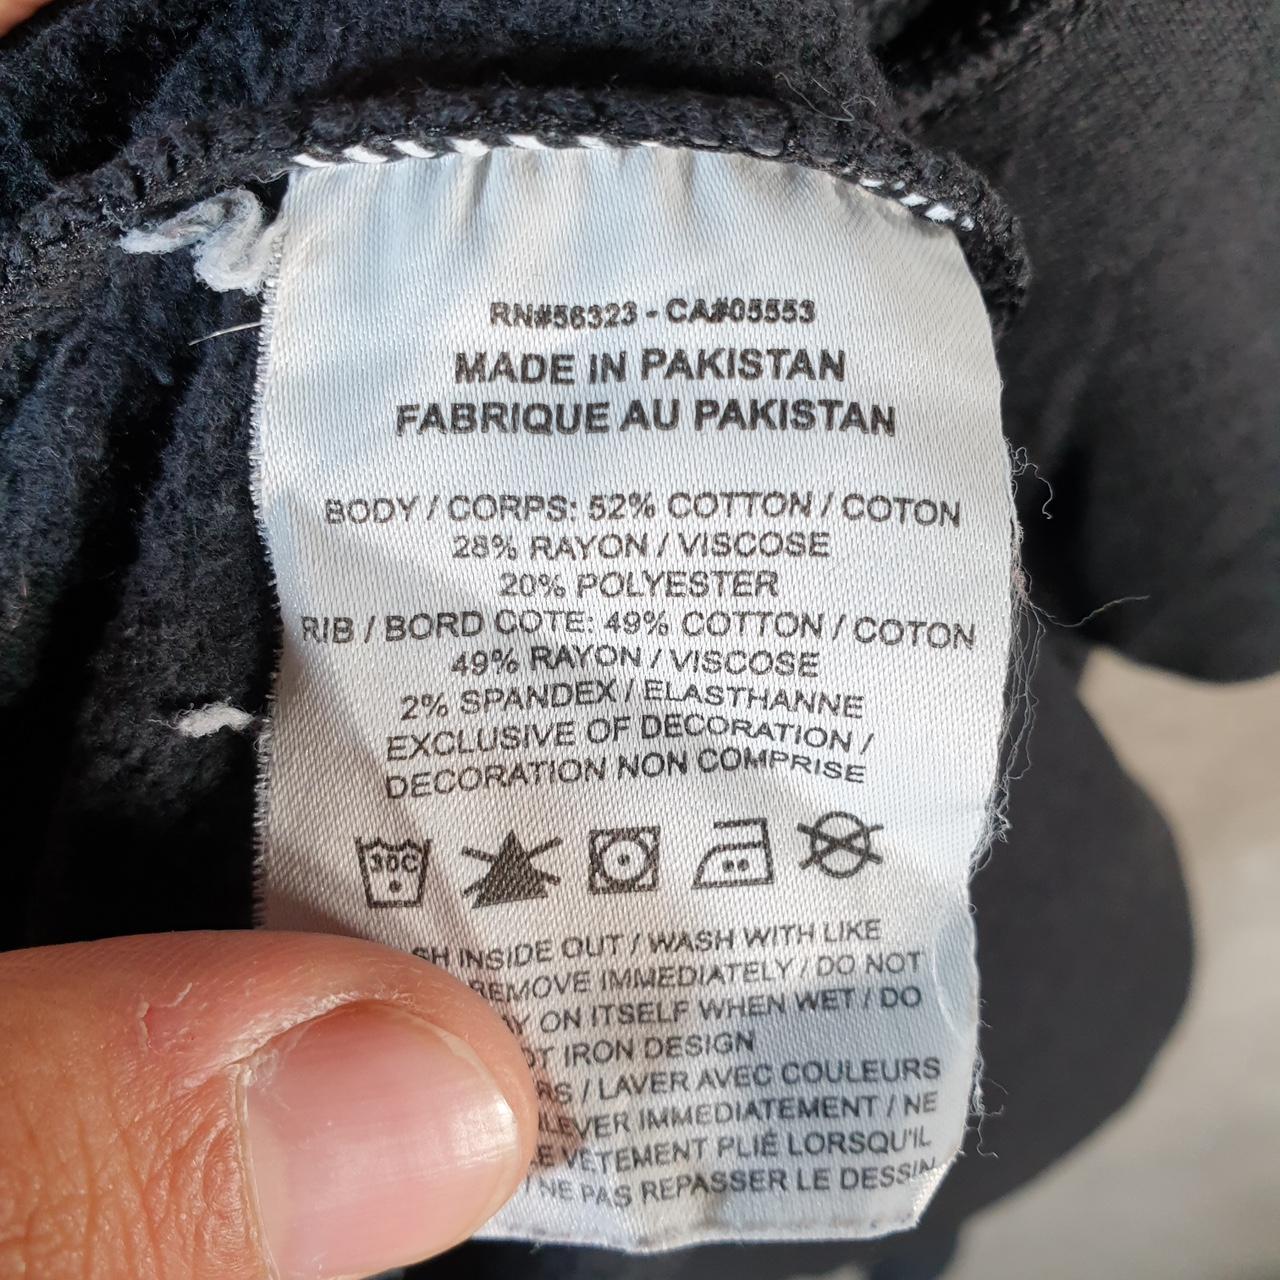 RN#56323 - CA#05553
MADE IN PAKISTAN
FABRIQUE AU PAKISTAN
BODY / CORPS: 52% COTTON / COTON
28% RAYON / VISCOSE
20% POLYESTER
RIB / BORD COTE: 49% COTTON / COTON
49% RAYON / VISCOSE
2% SPANDEX / ELASTHANNE
EXCLUSIVE OF DECORATION /
DECORATION NON COMPRISE
30C
INSIDE OUT / WASH WITH LIKE
REMOVE IMMEDIATELY / DO NOT
ON ITSELF WHEN WET / DO
IRON DESIGN
/ LAVER AVEC COULEURS
IMMEDIATEMENT / NE
VETEMENT PLIÉ LORSQU'IL
NE PAS REPASSER LE DESSIN